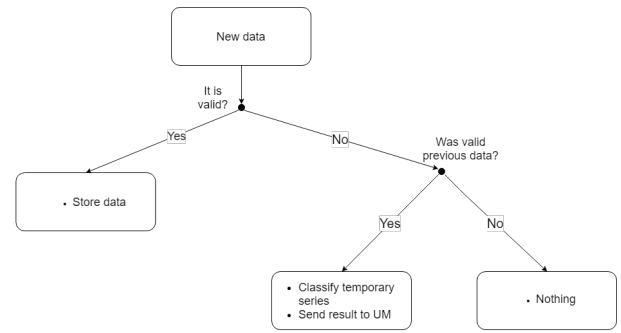 New data
It is
valid?
Yes
No
Was valid
previous data?
• Store data
Yes
No
• Classify temporary
series
• Send result to UM
• Nothing